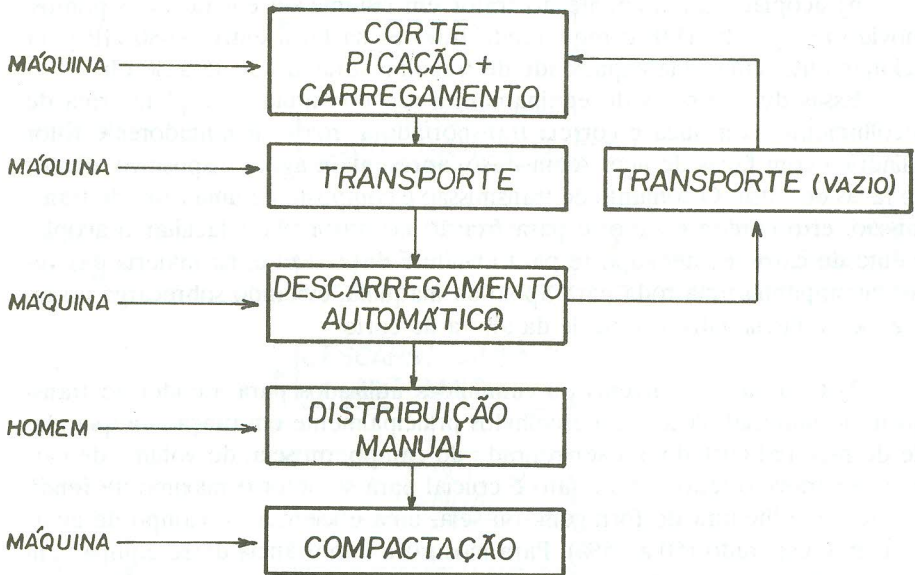 CORTE
PICAÇÃO +
CARREGAMENTO
MÁQUINA
MÁQUINA
TRANSPORTE
TRANSPORTE (VAZIO)
MÁQUINA
DESCARREGAMENTO
AUTOMÁTICO
HOMEM
DISTRIBUIÇÃO
MANUAL
MÁQUINA
COMPACTAÇÃO